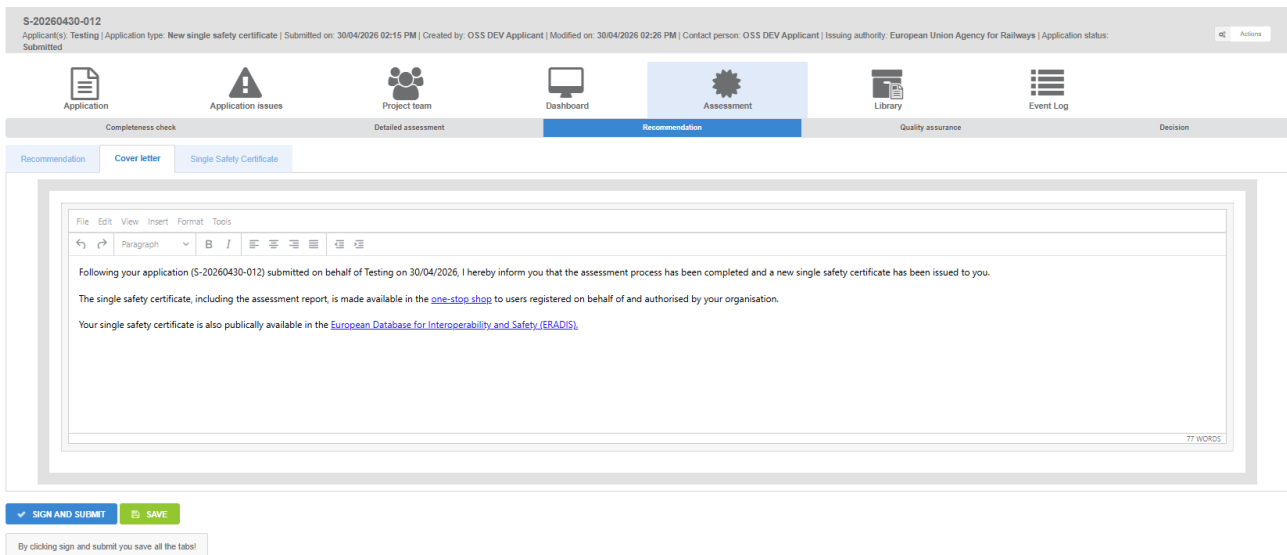 S-20260430-012
Applicant(s): Testing | Application type: New single safety certificate | Submitted on: 30/04/2026 02:15 PM | Created by: OSS DEV Applicant | Modified on: 30/04/2026 02:26 PM | Contact person: OSS DEV Applicant | Issuing authority: European Union Agency for Railways | Application status:
Submitted
Actions
Application Application issues Project team Dashboard Assessment Library Event Log
Completeness check Detailed assessment Recommendation Quality assurance Decision
Recommendation Cover letter Single Safety Certificate
File Edit View Insert Format Tools
Paragraph B I
Following your application (S-20260430-012) submitted on behalf of Testing on 30/04/2026, I hereby inform you that the assessment process has been completed and a new single safety certificate has been issued to you.
The single safety certificate, including the assessment report, is made available in the one-stop shop to users registered on behalf of and authorised by your organisation.
Your single safety certificate is also publically available in the European Database for Interoperability and Safety (ERADIS).
77 WORDS
SIGN AND SUBMIT SAVE
By clicking sign and submit you save all the tabs!